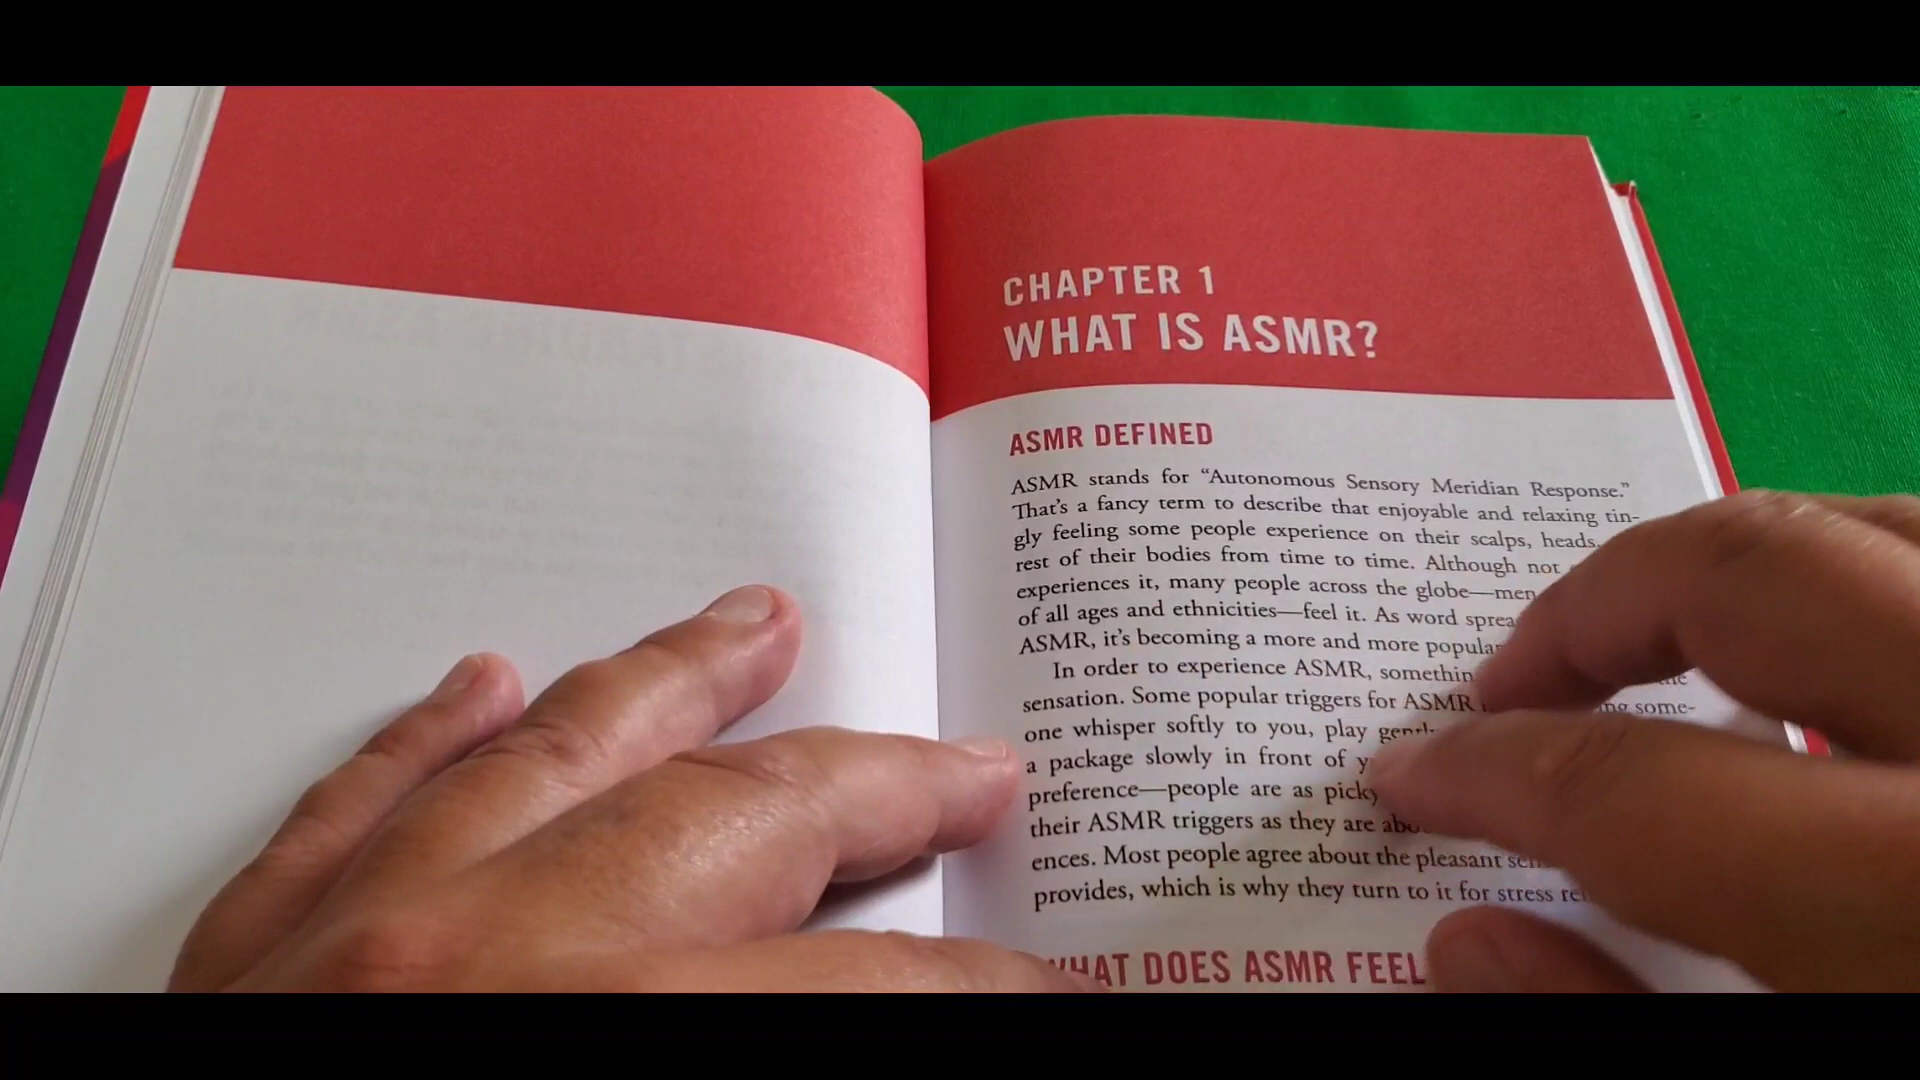 CHAPTER 1
WHAT IS ASMR?
ASMR DEFINED
ASMR stands for “Autonomous Sensory Meridian Response.”
That’s a fancy term to describe that enjoyable and relaxing tin-
gly feeling some people experience on their scalps, heads,
rest of their bodies from time to time. Although not
experiences it, many people across the globe—men
of all ages and ethnicities—feel it. As word
ASMR, it’s becoming a more and more
In order to experience ASMR,
sensation. Some popular triggers for ASMR some-
one whisper softly to you, play
a package slowly in front of
preference—people are as picky
their ASMR triggers as they are
ences. Most people agree about the pleasant
provides, which is why they turn to it for stress
WHAT DOES ASMR FEEL